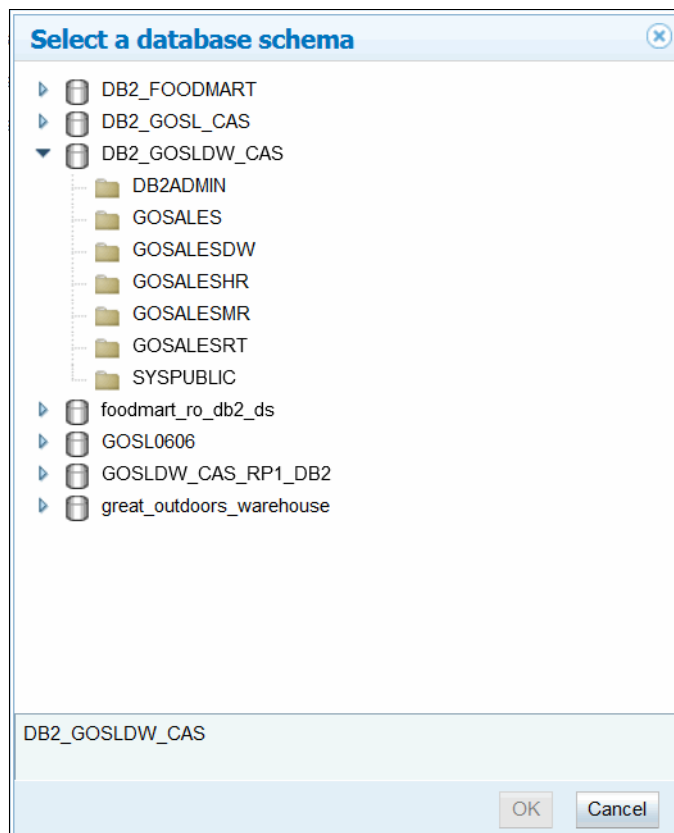 Select a database schema
DB2_FOODMART
DB2_GOSL_CAS
DB2_GOSLDW_CAS
DB2ADMIN
GOSALES
GOSALESDW
GOSALESHR
GOSALESMR
GOSALESRT
SYSPUBLIC
foodmart_ro_db2_ds
GOSL0606
GOSLDW_CAS_RP1_DB2
great_outdoors_warehouse
DB2_GOSLDW_CAS
OK Cancel